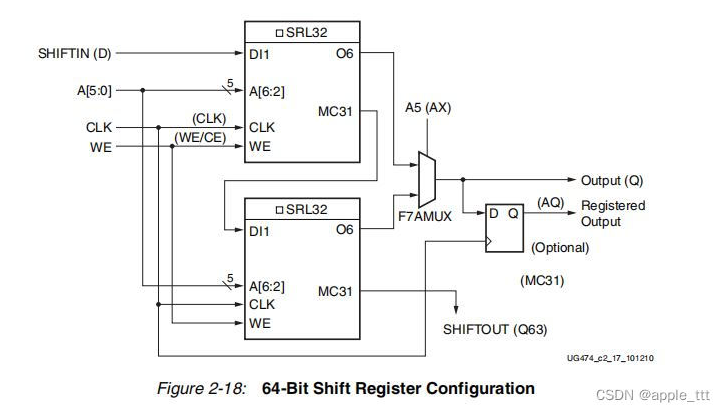 SRL32
SHIFTIN (D)
DI1
O6
A[5:0]
5
A[6:2]
MC31
A5 (AX)
CLK
(CLK)
CLK
WE
(WE/CE)
WE
F7AMUX
Output (Q)
SRL32
DI1
O6
D Q
(AQ)
Registered
Output
(Optional)
5
A[6:2]
MC31
(MC31)
CLK
WE
SHIFTOUT (Q63)
UG474_c2_17_101210
Figure 2-18: 64-Bit Shift Register Configuration
CSDN @apple_ttt